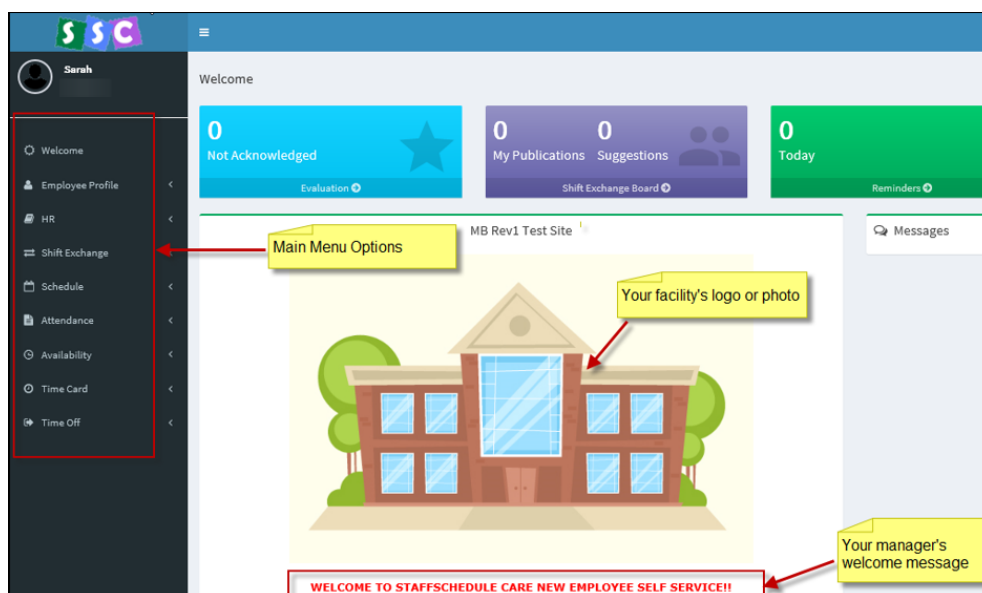 SSC
Sarah
Welcome
0
Not Acknowledged
Evaluation
0 0
My Publications Suggestions
Shift Exchange Board
0
Today
Reminders
Welcome
Employee Profile
HR
Shift Exchange
Schedule
Attendance
Availability
Time Card
Time Off
Main Menu Options
MB Rev1 Test Site
Messages
Your facility's logo or photo
Your manager's
welcome message
WELCOME TO STAFFSCHEDULE CARE NEW EMPLOYEE SELF SERVICE!!